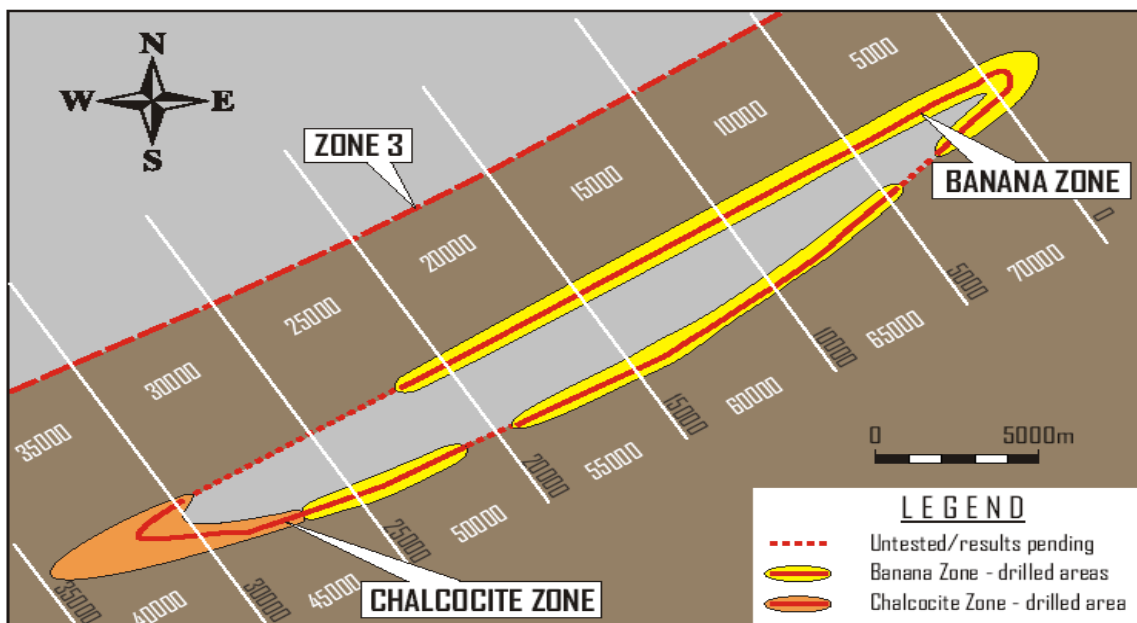 N
W E
S
ZONE 3
5000
10000
15000
20000
25000
30000
35000
BANANA ZONE
0
5000
70000
10000
65000
15000
60000
20000
55000
25000
50000
30000
45000
35000
40000
CHALCOCITE ZONE
0 5000m
LEGEND
Untested/results pending
Banana Zone - drilled areas
Chalcocite Zone - drilled area